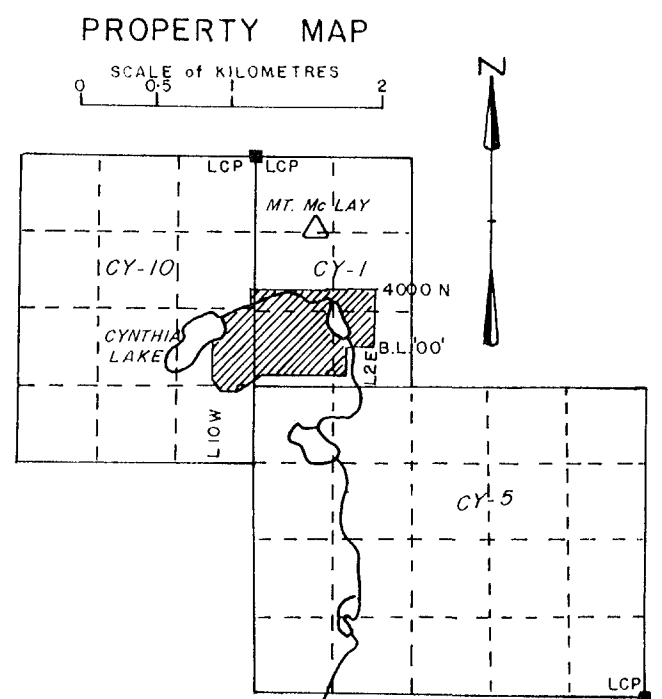 PROPERTY MAP
SCALE of KILOMETRES
0 0.5 1 2
N
LCP LCP
MT. Mc LAY
CY-10 CY-1
4000 N
CYNTHIA
LAKE
B.L.'00'
L2E
L10W
CY-5
LCP